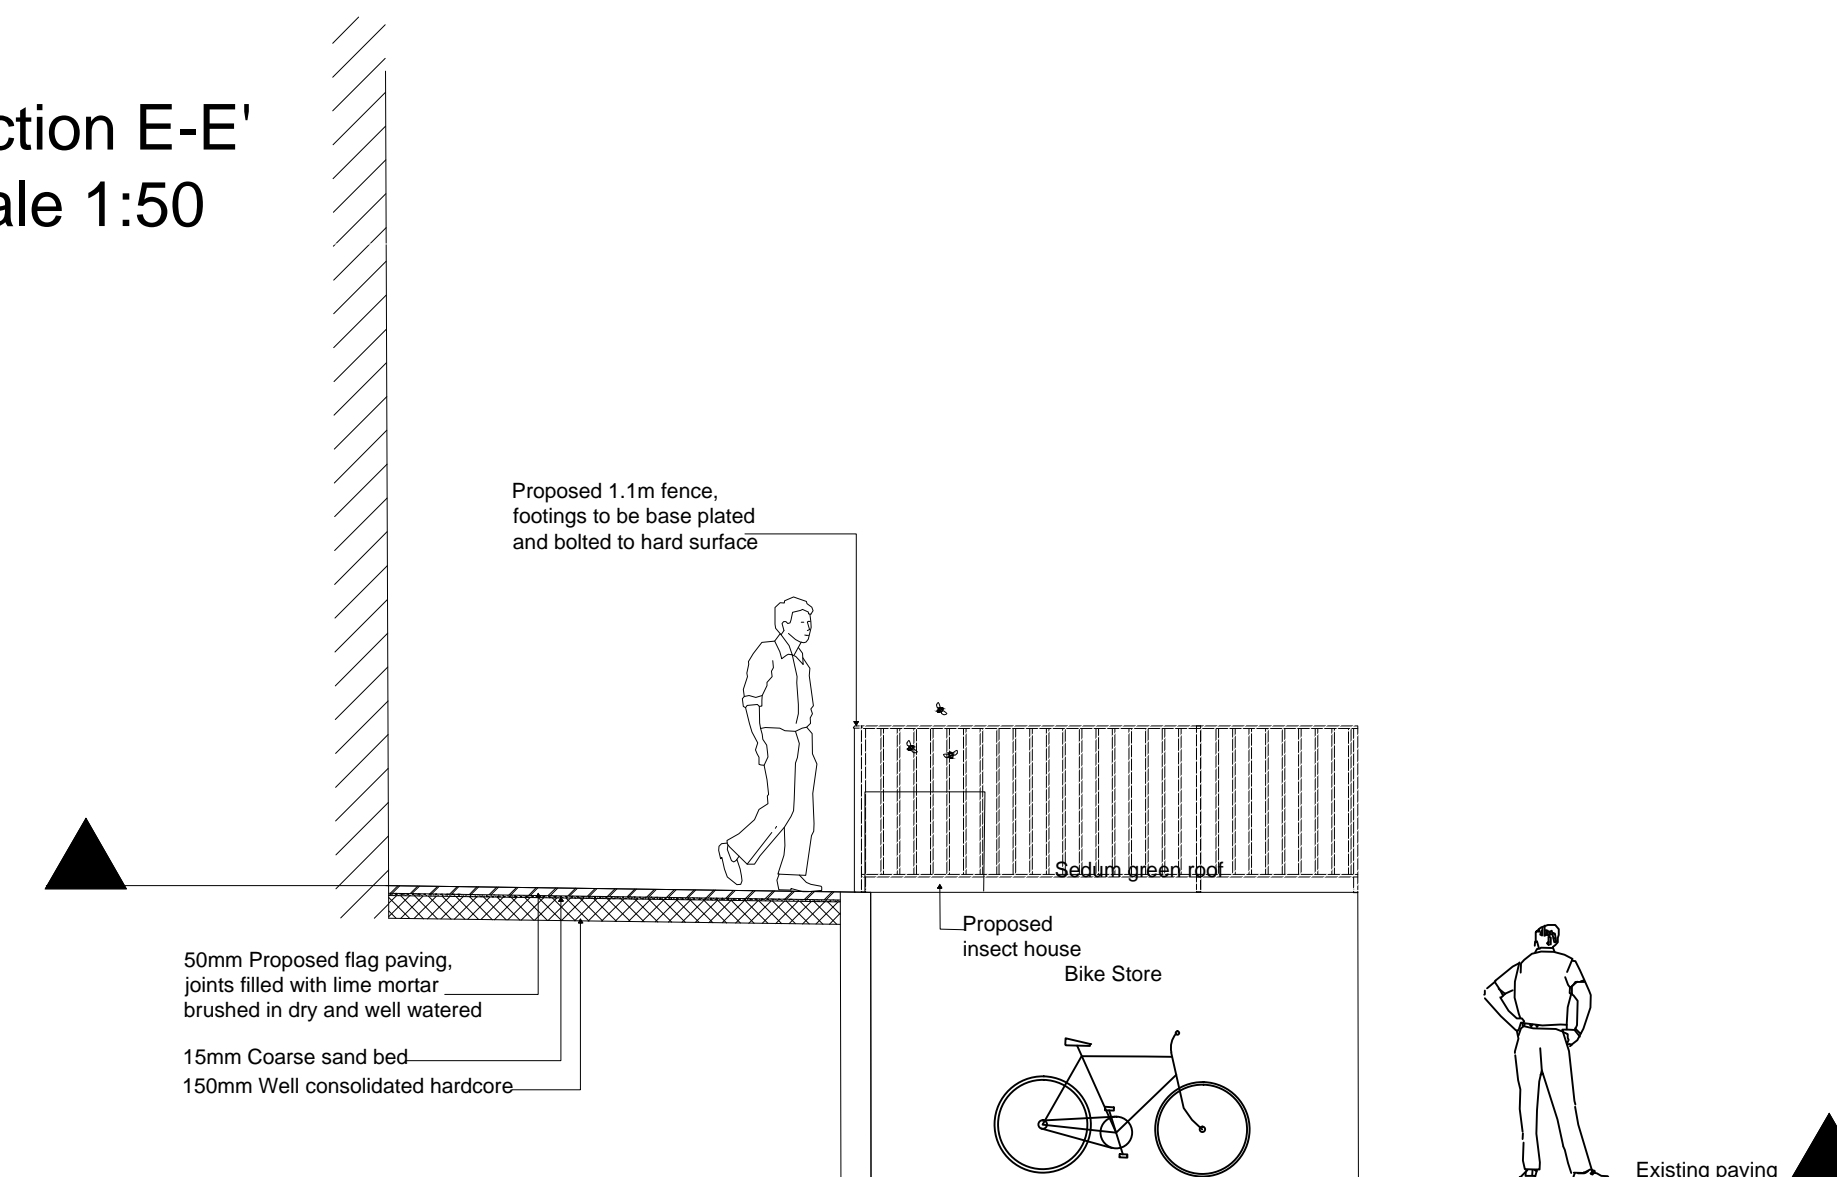 ction E-E'
ale 1:50
Proposed 1.1m fence,
footings to be base plated
and bolted to hard surface
Sedum green roof
Proposed
insect house
Bike Store
50mm Proposed flag paving,
joints filled with lime mortar
brushed in dry and well watered
15mm Coarse sand bed
150mm Well consolidated hardcore
Existing paving